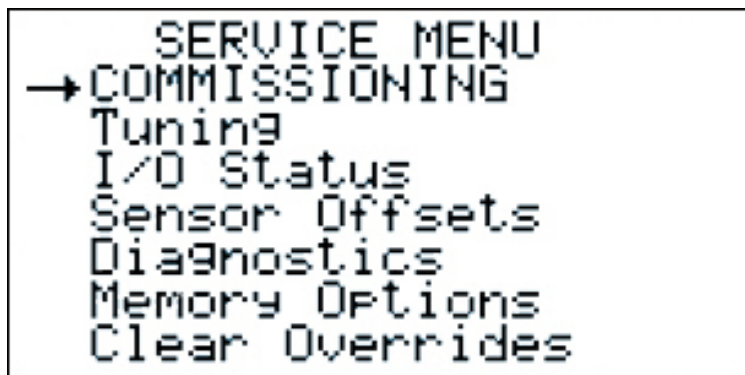 SERVICE MENU
→COMMISSIONING
Tuning
I/O Status
Sensor Offsets
Diagnostics
Memory Options
Clear Overrides